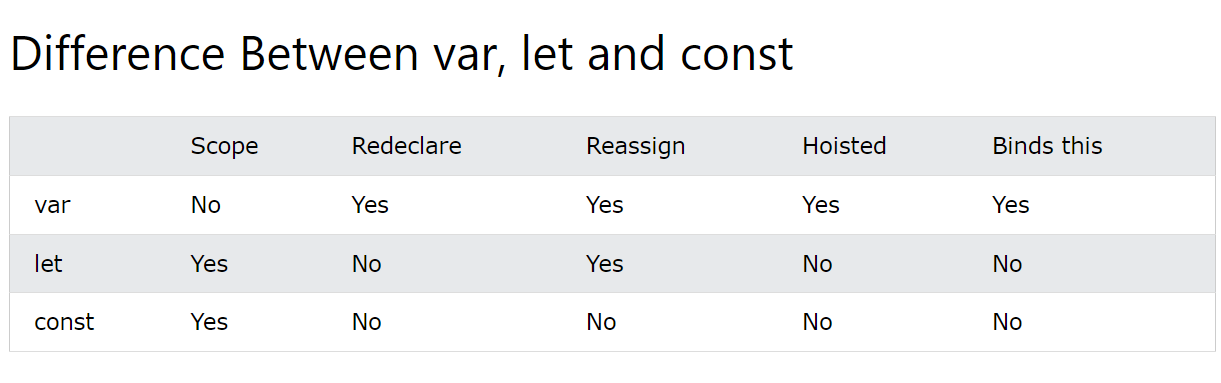 Difference Between var, let and const
Scope Redeclare Reassign Hoisted Binds this
var No Yes Yes Yes Yes
let Yes No Yes No No
const Yes No No No No